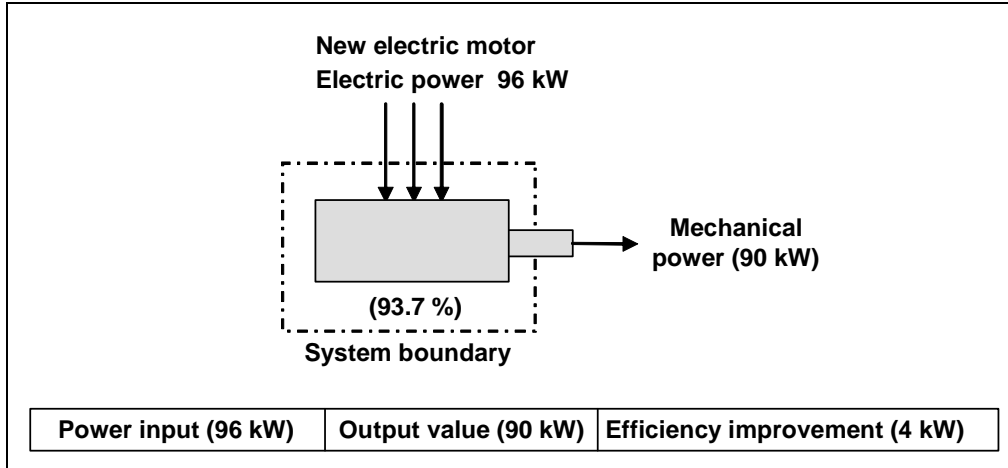 New electric motor
Electric power 96 kW
Mechanical
power (90 kW)
(93.7 %)
System boundary
Power input (96 kW) Output value (90 kW) Efficiency improvement (4 kW)